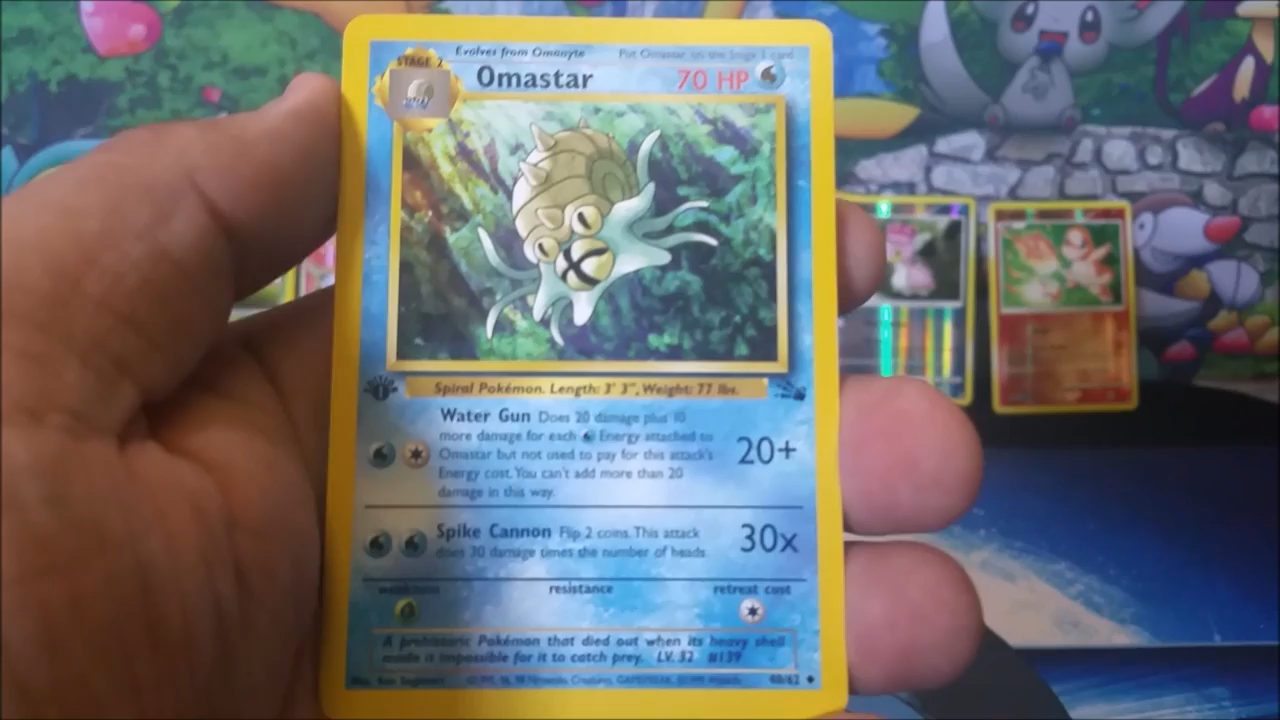 Evolves from Omanyte Put Omastar on the Stage 1 card
STAGE 2
Omastar 70 HP
Spiral Pokémon. Length: 3' 3", Weight: 77 lbs.
Water Gun Does 20 damage plus 10
more damage for each Energy attached to
Omastar but not used to pay for this attack's
Energy cost. You can't add more than 20
damage in this way.
20+
Spike Cannon Flip 2 coins. This attack
does 30 damage times the number of heads.
30x
weakness resistance retreat cost
A prehistoric Pokémon that died out when its heavy shell
made it impossible for it to catch prey. LV. 32 #139
40/62